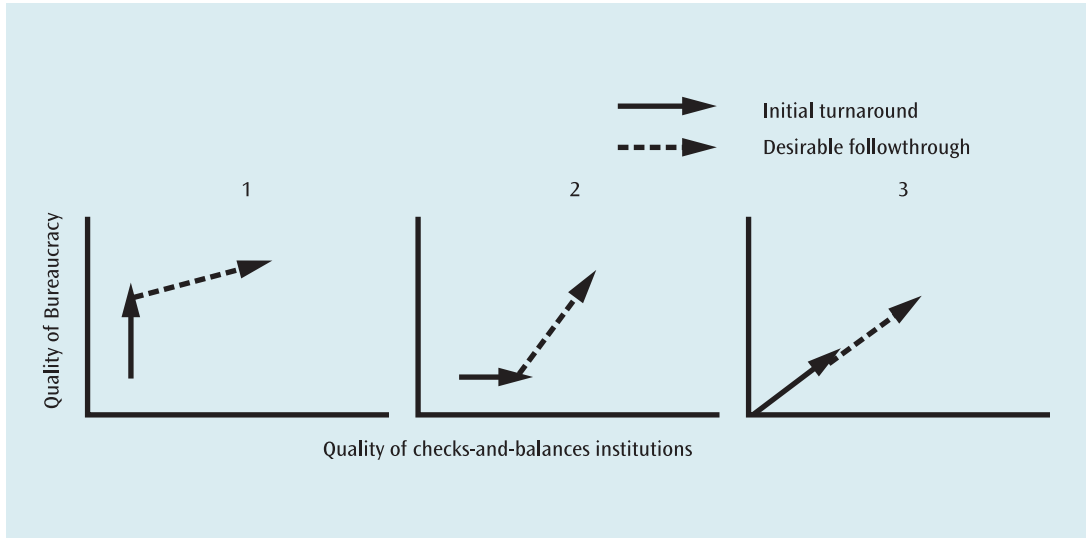 Initial turnaround
Desirable followthrough
1
2
3
Quality of Bureaucracy
Quality of checks-and-balances institutions